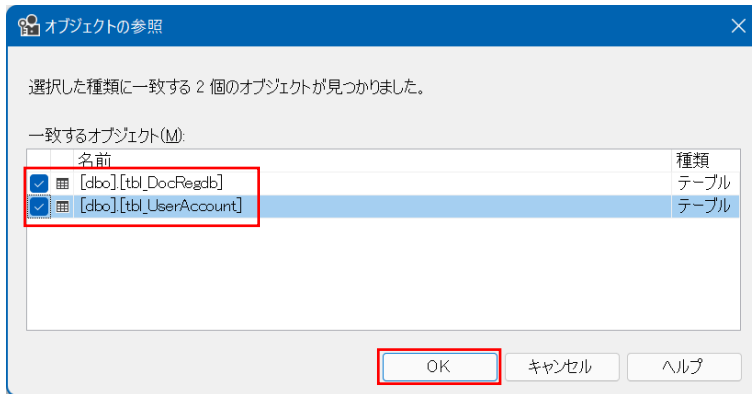 オブジェクトの参照
選択した種類に一致する 2 個のオブジェクトが見つかりました。
一致するオブジェクト(M):
名前 種類
[dbo].[tbl_DocRegdb] テーブル
[dbo].[tbl_UserAccount] テーブル
OK キャンセル ヘルプ